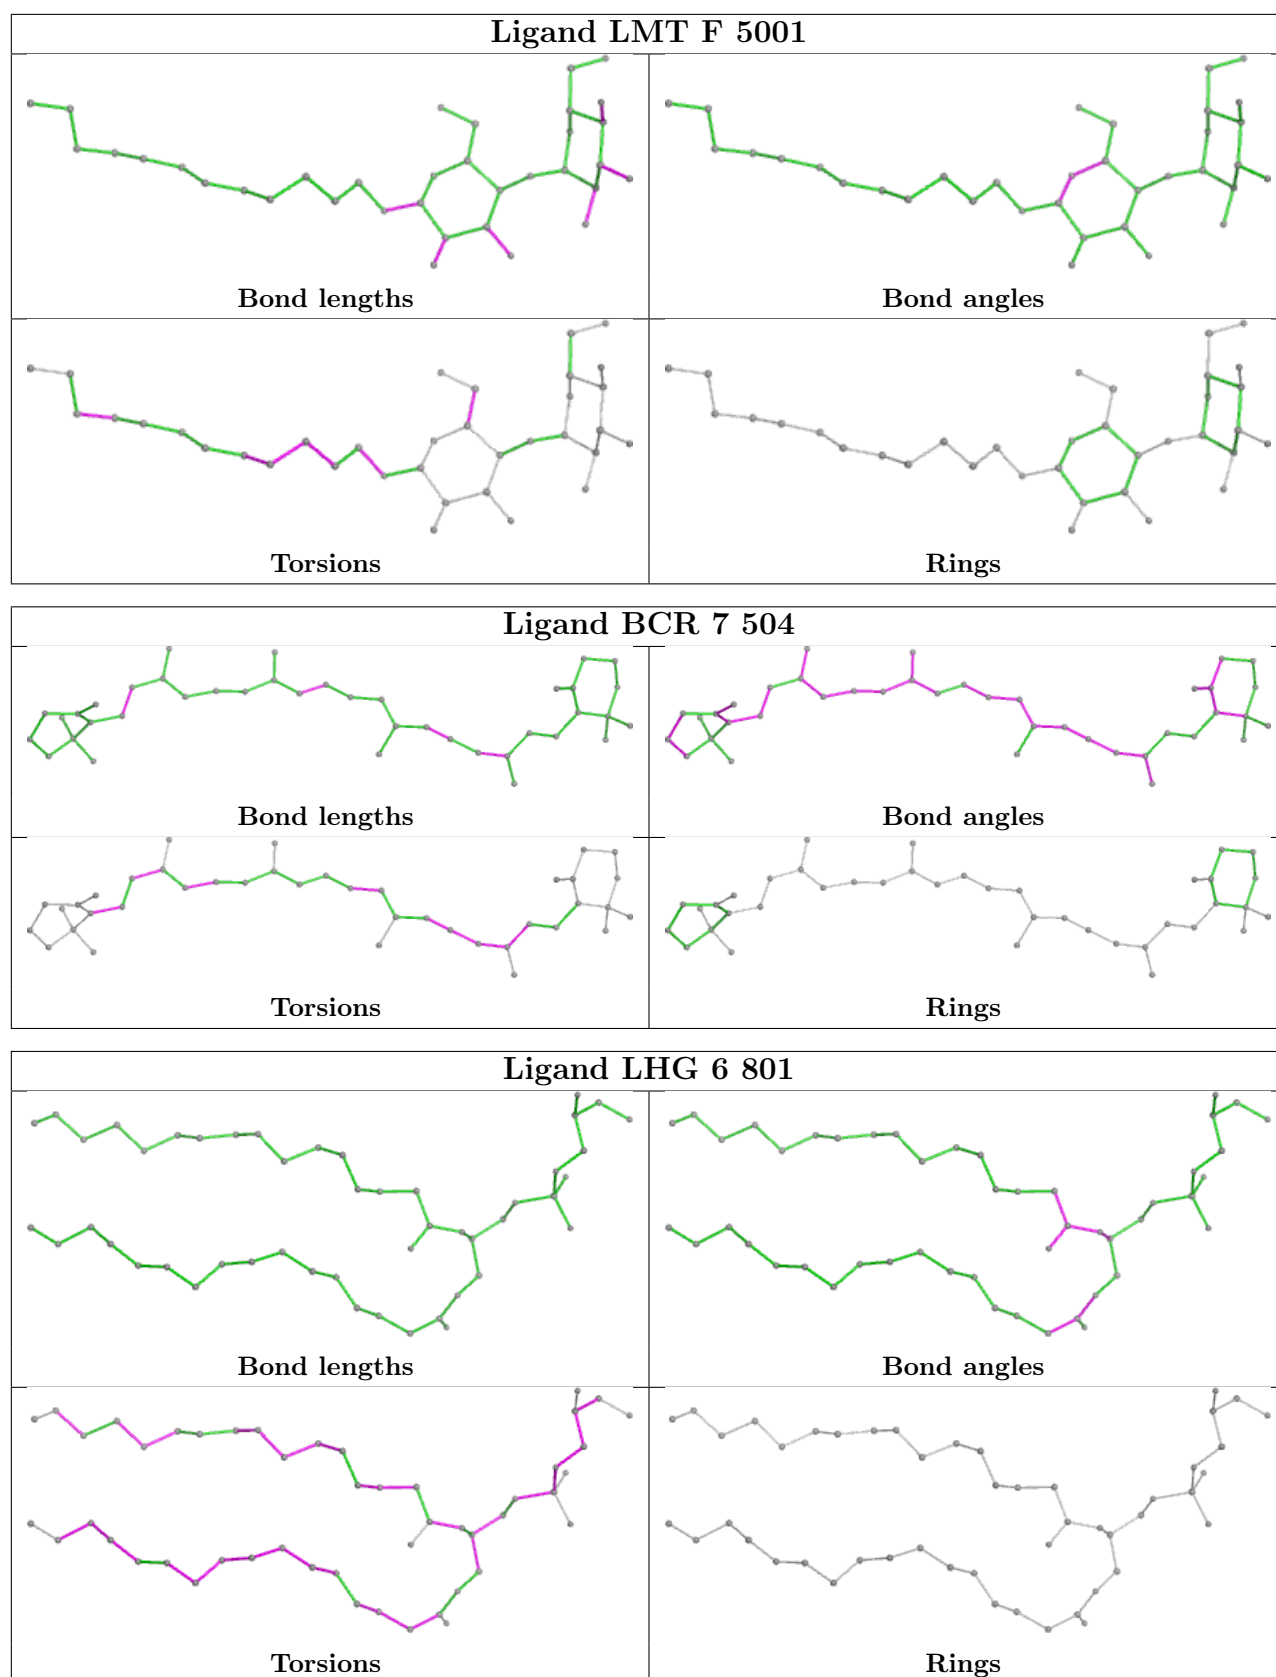 Ligand LMT F 5001
Bond lengths
Bond angles
Torsions
Rings
Ligand BCR 7 504
Bond lengths
Bond angles
Torsions
Rings
Ligand LHG 6 801
Bond lengths
Bond angles
Torsions
Rings